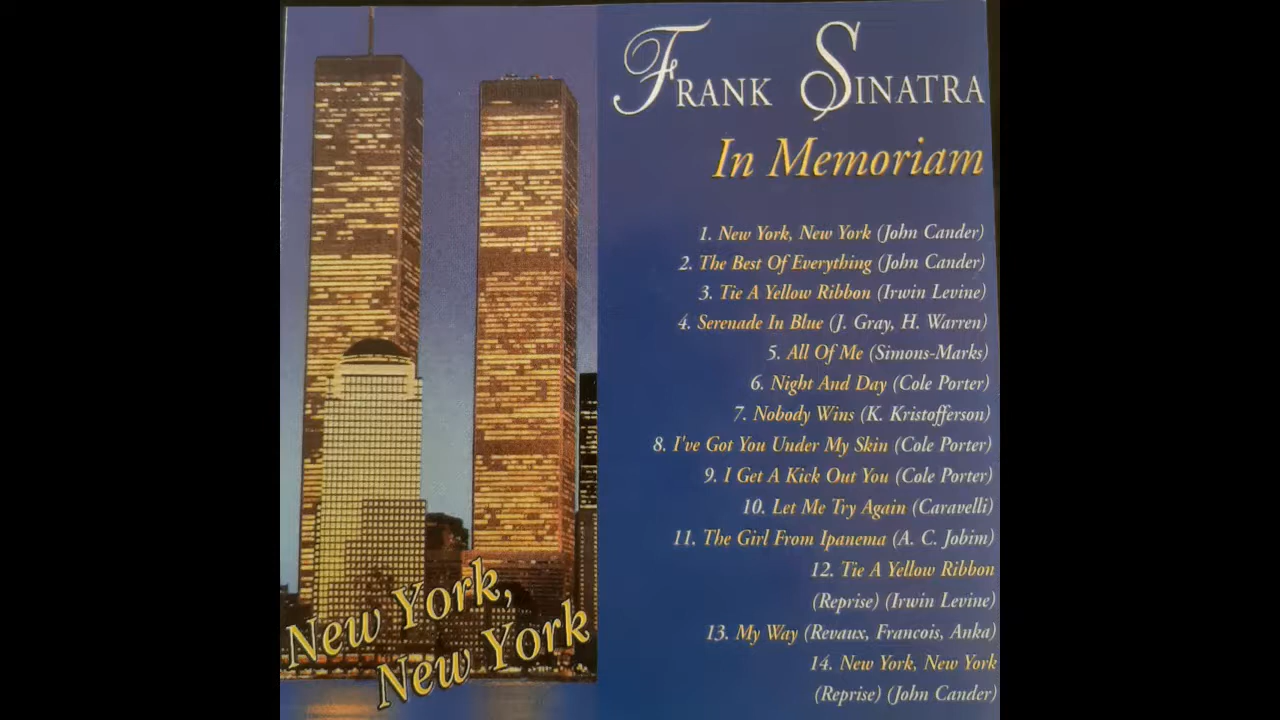 New York,
New York
FRANK SINATRA
In Memoriam
1. New York, New York (John Cander)
2. The Best Of Everything (John Cander)
3. Tie A Yellow Ribbon (Irwin Levine)
4. Serenade In Blue (J. Gray, H. Warren)
5. All Of Me (Simons-Marks)
6. Night And Day (Cole Porter)
7. Nobody Wins (K. Kristofferson)
8. I've Got You Under My Skin (Cole Porter)
9. I Get A Kick Out You (Cole Porter)
10. Let Me Try Again (Caravelli)
11. The Girl From Ipanema (A. C. Jobim)
12. Tie A Yellow Ribbon
(Reprise) (Irwin Levine)
13. My Way (Revaux, Francois, Anka)
14. New York, New York
(Reprise) (John Cander)